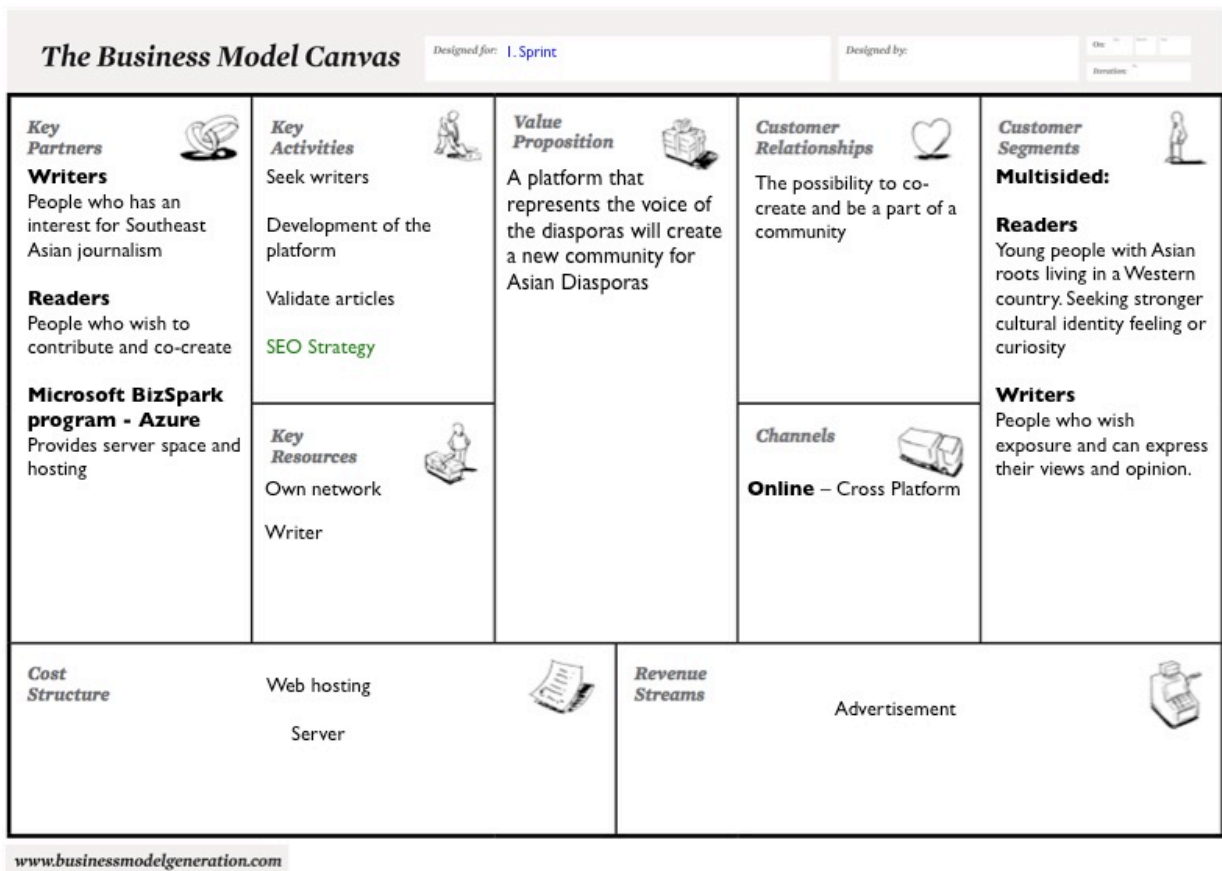 The Business Model Canvas
Designed for: 1. Sprint
Designed by:
On:
Iteration:
Key
Partners
Writers
People who has an
interest for Southeast
Asian journalism
Readers
People who wish to
contribute and co-create
Microsoft BizSpark
program - Azure
Provides server space and
hosting
Key
Activities
Seek writers
Development of the
platform
Validate articles
SEO Strategy
Key
Resources
Own network
Writer
Value
Proposition
A platform that
represents the voice of
the diasporas will create
a new community for
Asian Diasporas
Customer
Relationships
The possibility to co-
create and be a part of a
community
Channels
Online – Cross Platform
Customer
Segments
Multisided:
Readers
Young people with Asian
roots living in a Western
country. Seeking stronger
cultural identity feeling or
curiosity
Writers
People who wish
exposure and can express
their views and opinion.
Cost
Structure
Web hosting
Server
Revenue
Streams
Advertisement
www.businessmodelgeneration.com